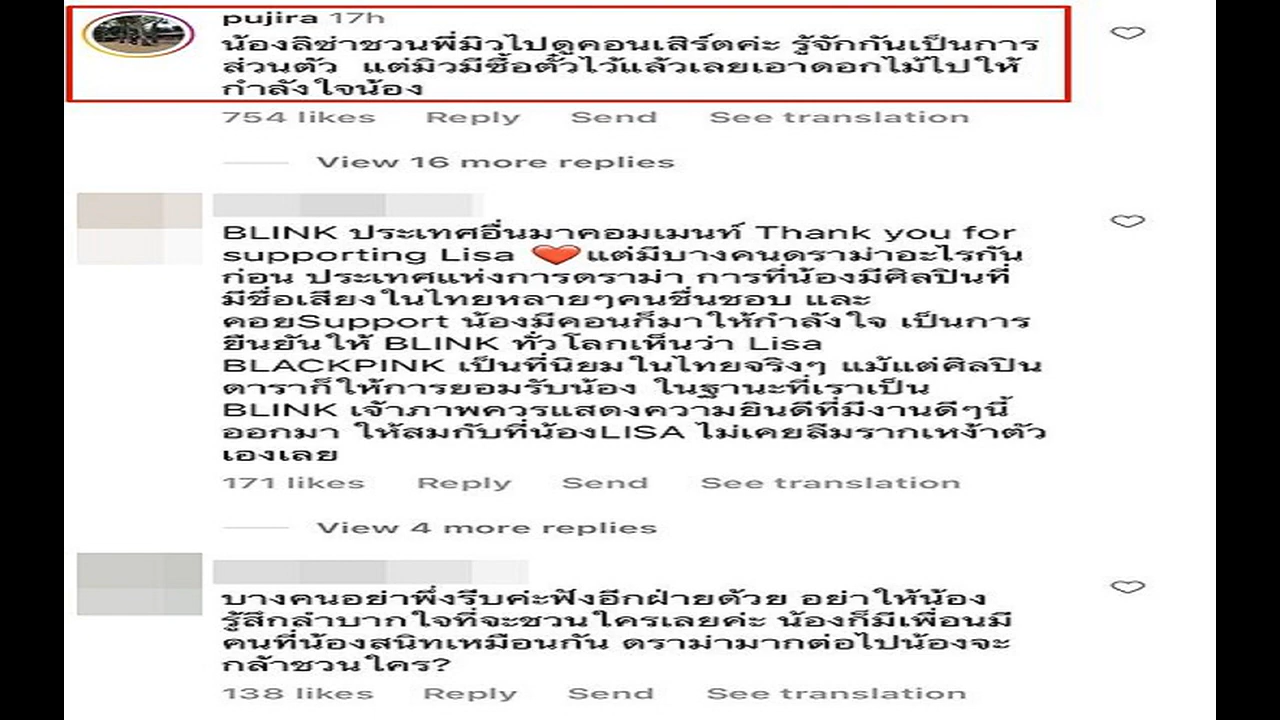 pujira 17h
น้องลิซ่าชวนพี่มิวไปดูคอนเสิร์ตค่ะ รู้จักกันเป็นการ
ส่วนตัว แต่มิวมีซื้อตั๋วไว้แล้วเลยเอาดอกไม้ไปให้
กำลังใจน้อง
754 likes Reply Send See translation
View 16 more replies
BLINK ประเทศอื่นมาคอมเมนท์ Thank you for
supporting Lisa ❤️แต่มีบางคนดราม่าอะไรกัน
ก่อน ประเทศแห่งการดราม่า การที่น้องมีศิลปินที่
มีชื่อเสียงในไทยหลายๆคนชื่นชอบ และ
คอยSupport น้องมีคอนก็มาให้กำลังใจ เป็นการ
ยืนยันให้ BLINK ทั่วโลกเห็นว่า Lisa
BLACKPINK เป็นที่นิยมในไทยจริงๆ แม้แต่ศิลปิน
ดาราก็ให้การยอมรับน้อง ในฐานะที่เราเป็น
BLINK เจ้าภาพควรแสดงความยินดีที่มีงานดีๆนี้
ออกมา ให้สมกับที่น้องLISA ไม่เคยลืมรากเหง้าตัว
เองเลย
171 likes Reply Send See translation
View 4 more replies
บางคนอย่าพึ่งรีบค่ะฟังอีกฝ่ายด้วย อย่าให้น้อง
รู้สึกลำบากใจที่จะชวนใครเลยค่ะ น้องก็มีเพื่อนมี
คนที่น้องสนิทเหมือนกัน ดราม่ามากต่อไปน้องจะ
กล้าชวนใคร?
138 likes Reply Send See translation